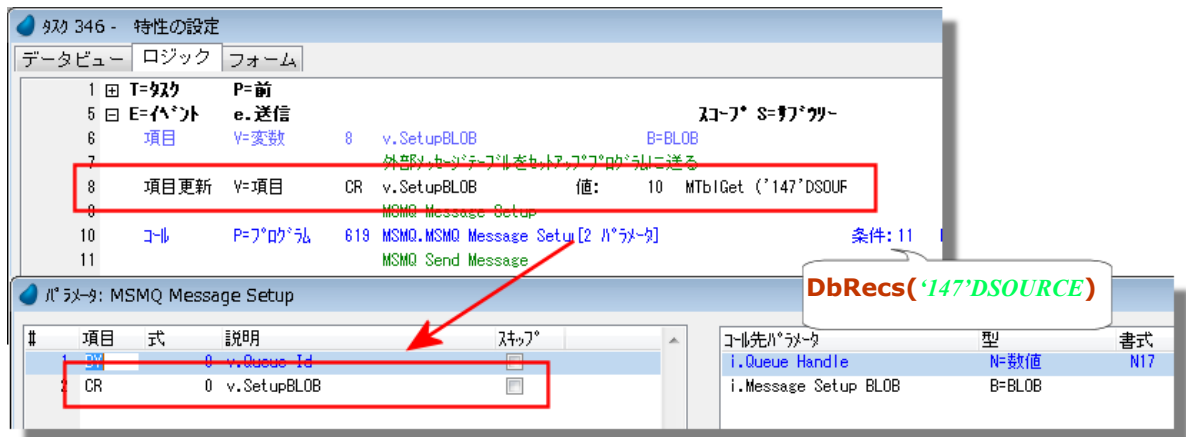 ﾀｽｸ 346 - 特性の設定
データビュー ロジック フォーム
1 T=ﾀｽｸ P=前
5 E=ｲﾍﾞﾝﾄ e.送信 ｽｺｰﾌﾟ S=ｻﾌﾞﾂﾘｰ
6 項目 V=変数 8 v.SetupBLOB B=BLOB
7 外部ﾒｯｾｰｼﾞﾃｰﾌﾞﾙをｾｯﾄｱｯﾌﾟﾌﾟﾛｸﾞﾗﾑに送る
8 項目更新 V=項目 CR v.SetupBLOB 値: 10 MTblGet ('147'DSOUR
9 MSMQ Message Setup
10 ｺｰﾙ P=ﾌﾟﾛｸﾞﾗﾑ 619 MSMQ.MSMQ Message Setu[2 ﾊﾟﾗﾒｰﾀ] 条件: 11
11 MSMQ Send Message
DbRecs(‘147’DSOURCE)
ﾊﾟﾗﾒｰﾀ: MSMQ Message Setup
# 項目 式 説明 ｽｷｯﾌﾟ ｺｰﾙ先ﾊﾟﾗﾒｰﾀ 型 書式
1 0 v.Queue Id i.Queue Handle N=数値 N17
2 CR 0 v.SetupBLOB i.Message Setup BLOB B=BLOB